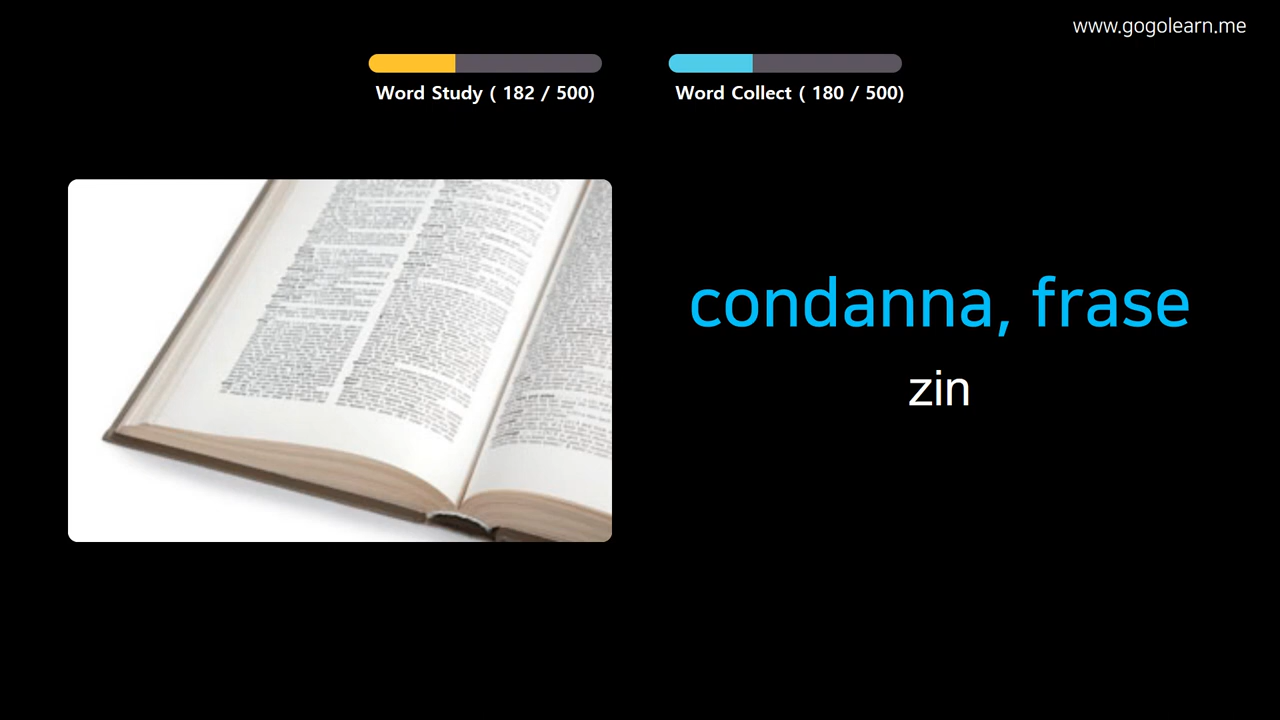 www.gogolearn.me
Word Study ( 182 / 500)
Word Collect ( 180 / 500)
condanna, frase
zin